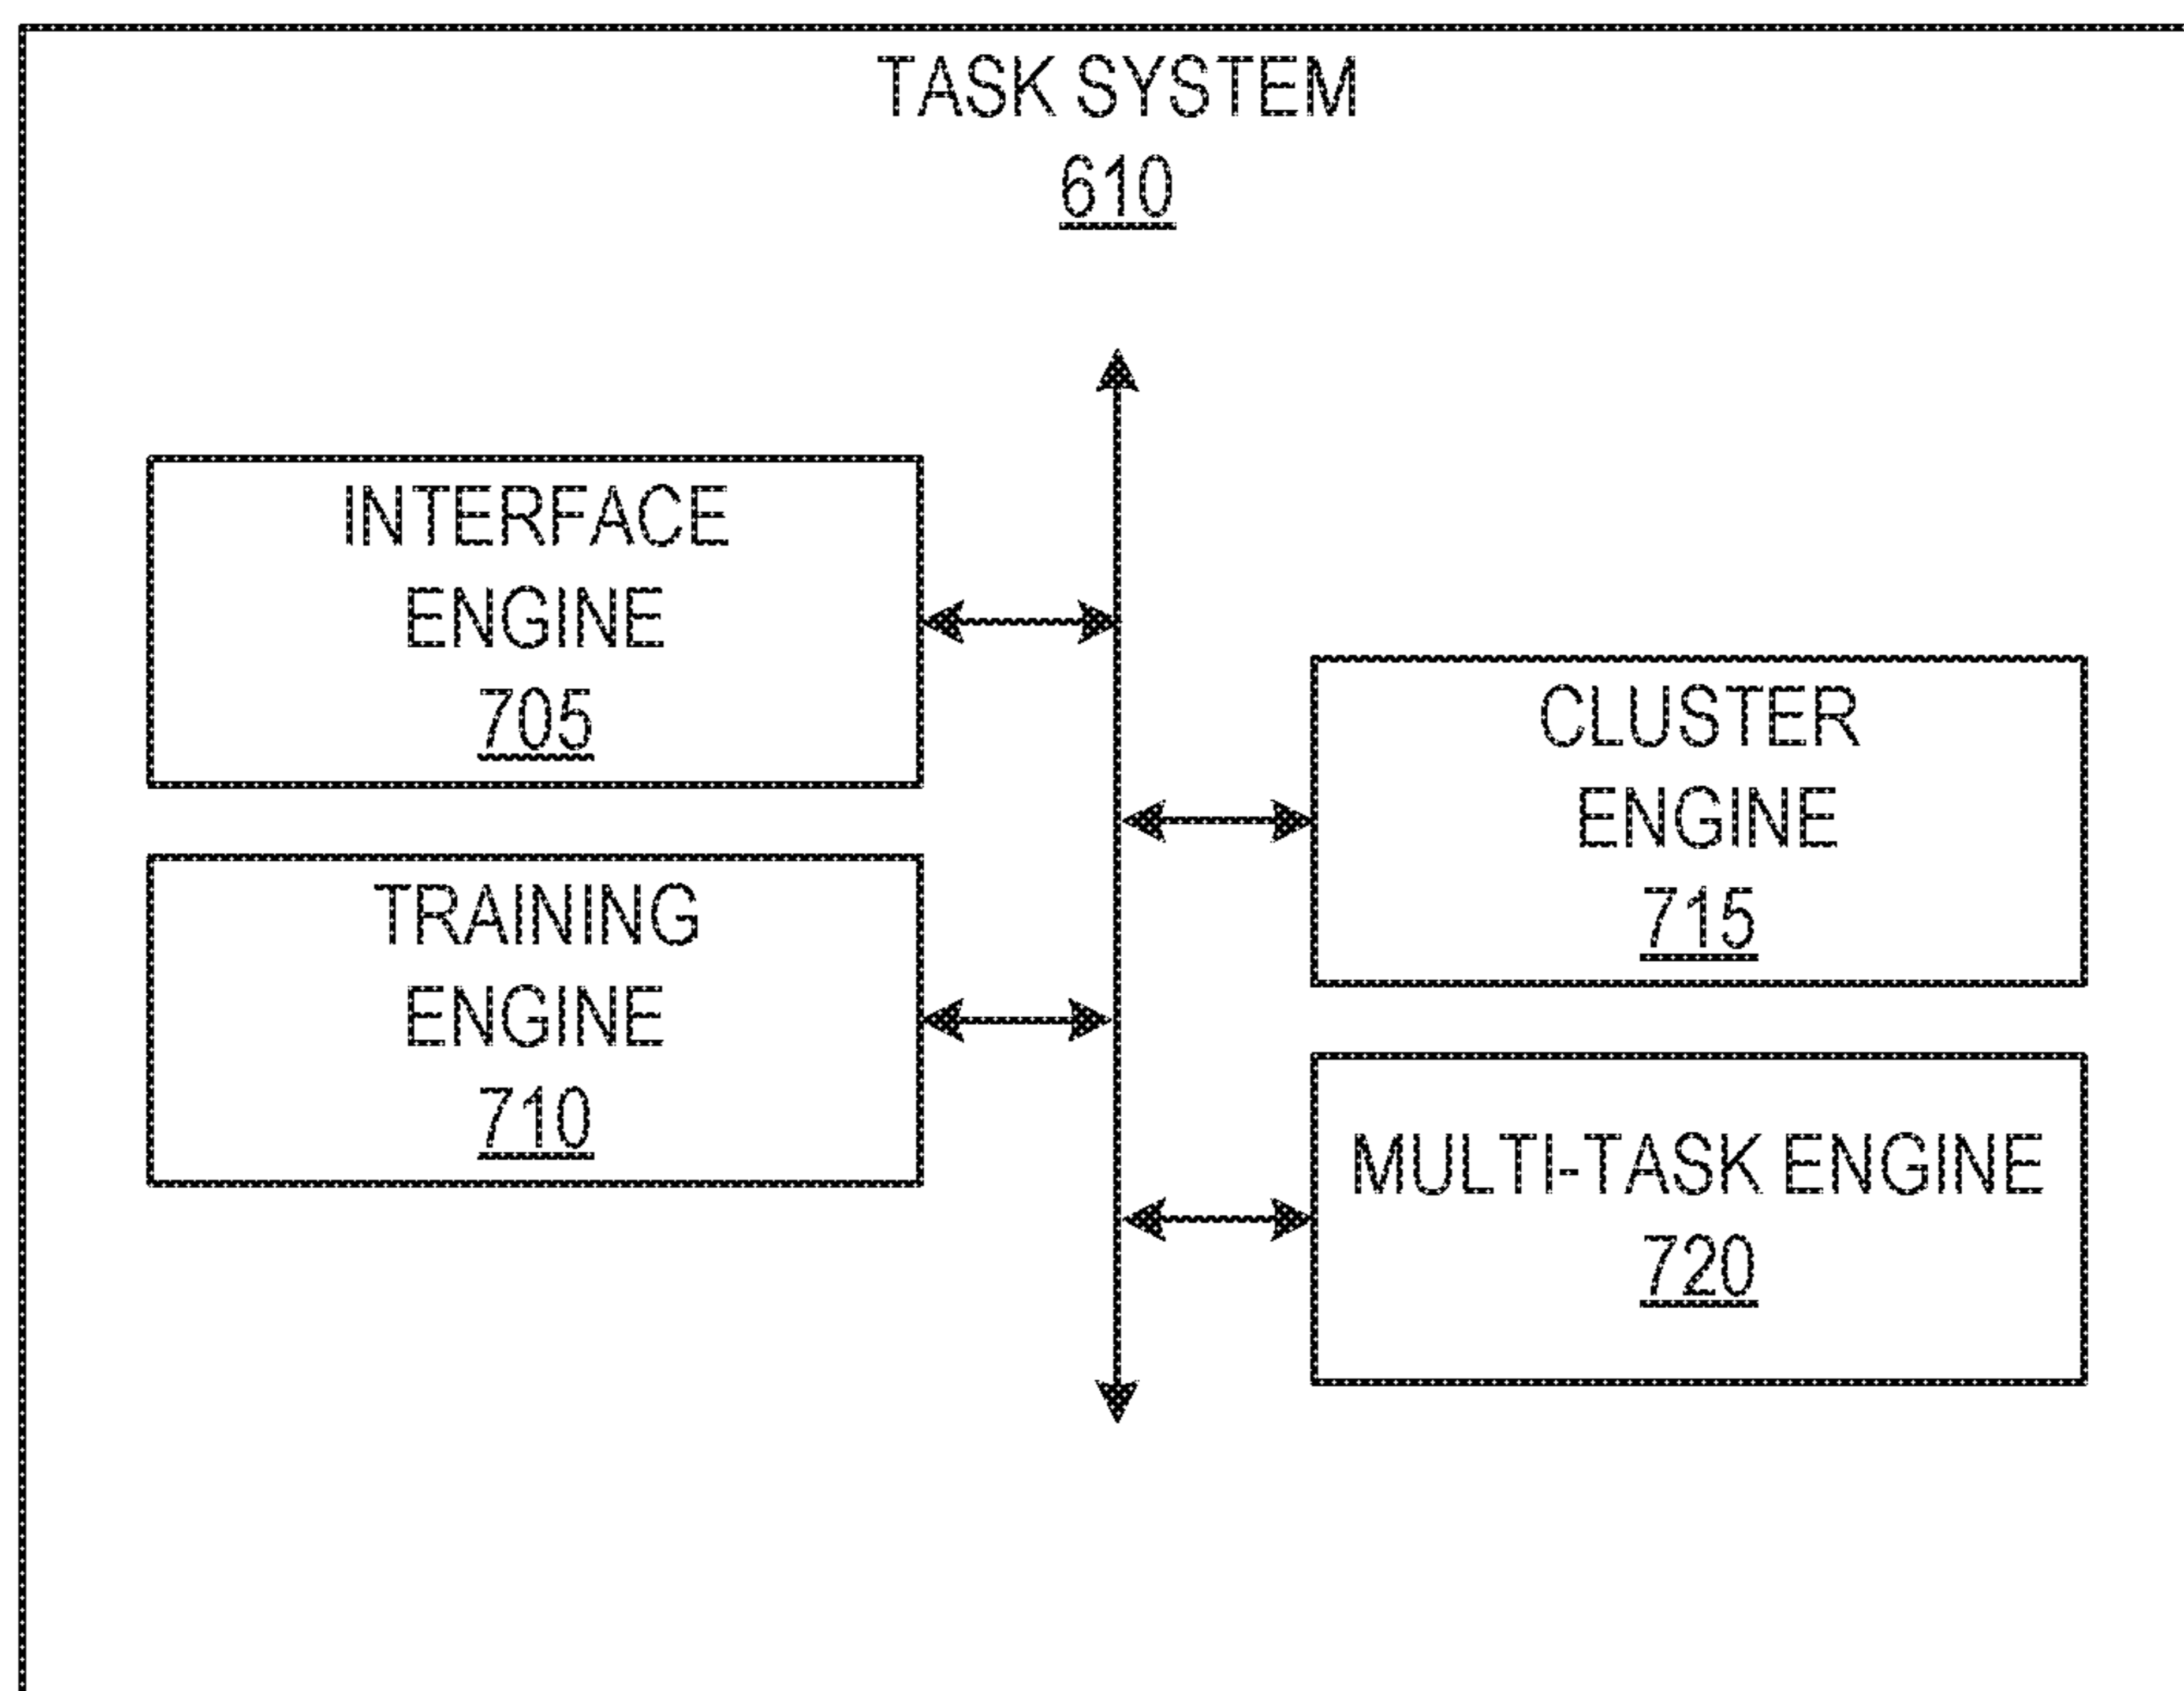 TASK SYSTEM
610
INTERFACE
ENGINE
705
TRAINING
ENGINE
710
CLUSTER
ENGINE
715
MULTI-TASK ENGINE
720